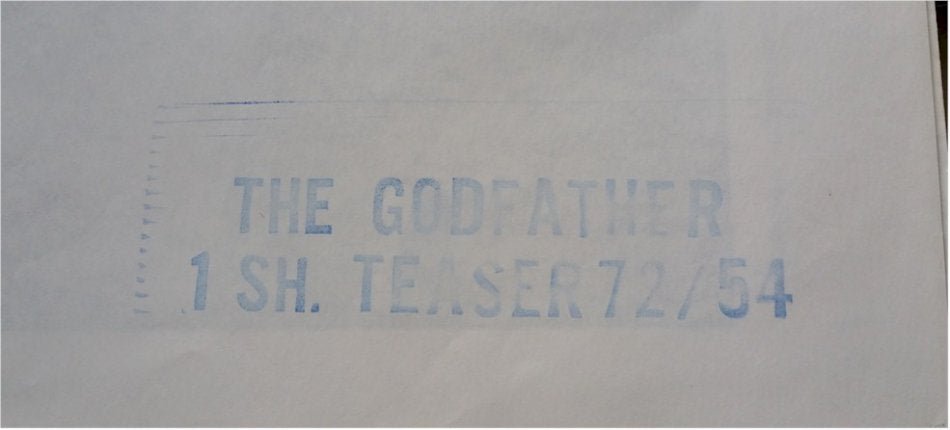 THE GODFATHER
1 SH. TEASER 72/54